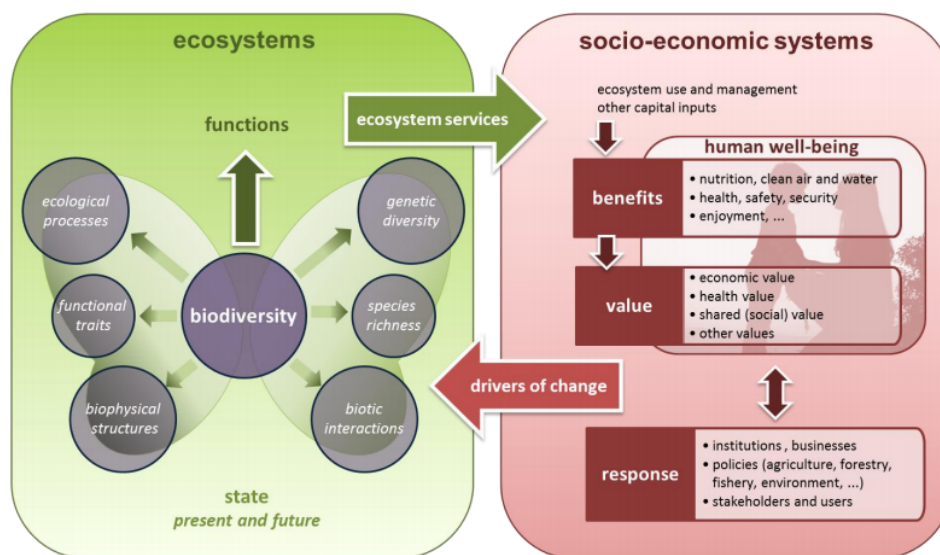 ecosystems
functions
ecological
processes
genetic
diversity
functional
traits
biodiversity
species
richness
biophysical
structures
biotic
interactions
state
present and future
ecosystem services
drivers of change
socio-economic systems
ecosystem use and management
other capital inputs
human well-being
benefits
• nutrition, clean air and water
• health, safety, security
• enjoyment, ...
value
• economic value
• health value
• shared (social) value
• other values
response
• institutions , businesses
• policies (agriculture, forestry,
fishery, environment, ...)
• stakeholders and users